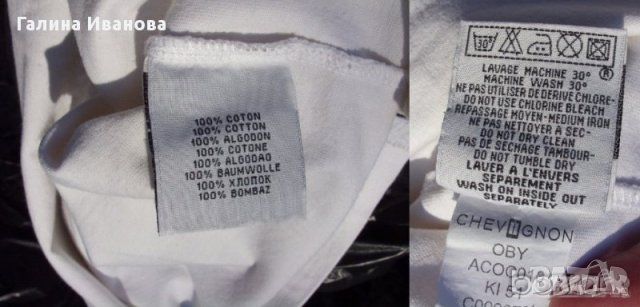 Галина Иванова
100% COTON
100% COTTON
100% ALGODON
100% COTONE
100% ALGODAO
100% BAUMWOLLE
100% ХЛОПОК
100% BOMBAZ
30°
LAVAGE MACHINE 30°
MACHINE WASH 30°
NE PAS UTILISER DE DERIVE CHLORE-
DO NOT USE CHLORINE BLEACH
REPASSAGE MOYEN-MEDIUM IRON
NE PAS NETTOYER A SEC-
DO NOT DRY CLEAN
PAS DE SECHAGE TAMBOUR-
DO NOT TUMBLE DRY
LAVER A L'ENVERS
SEPAREMENT
WASH ON INSIDE OUT
SEPARATELY
CHEVIGNON
OBY
KI